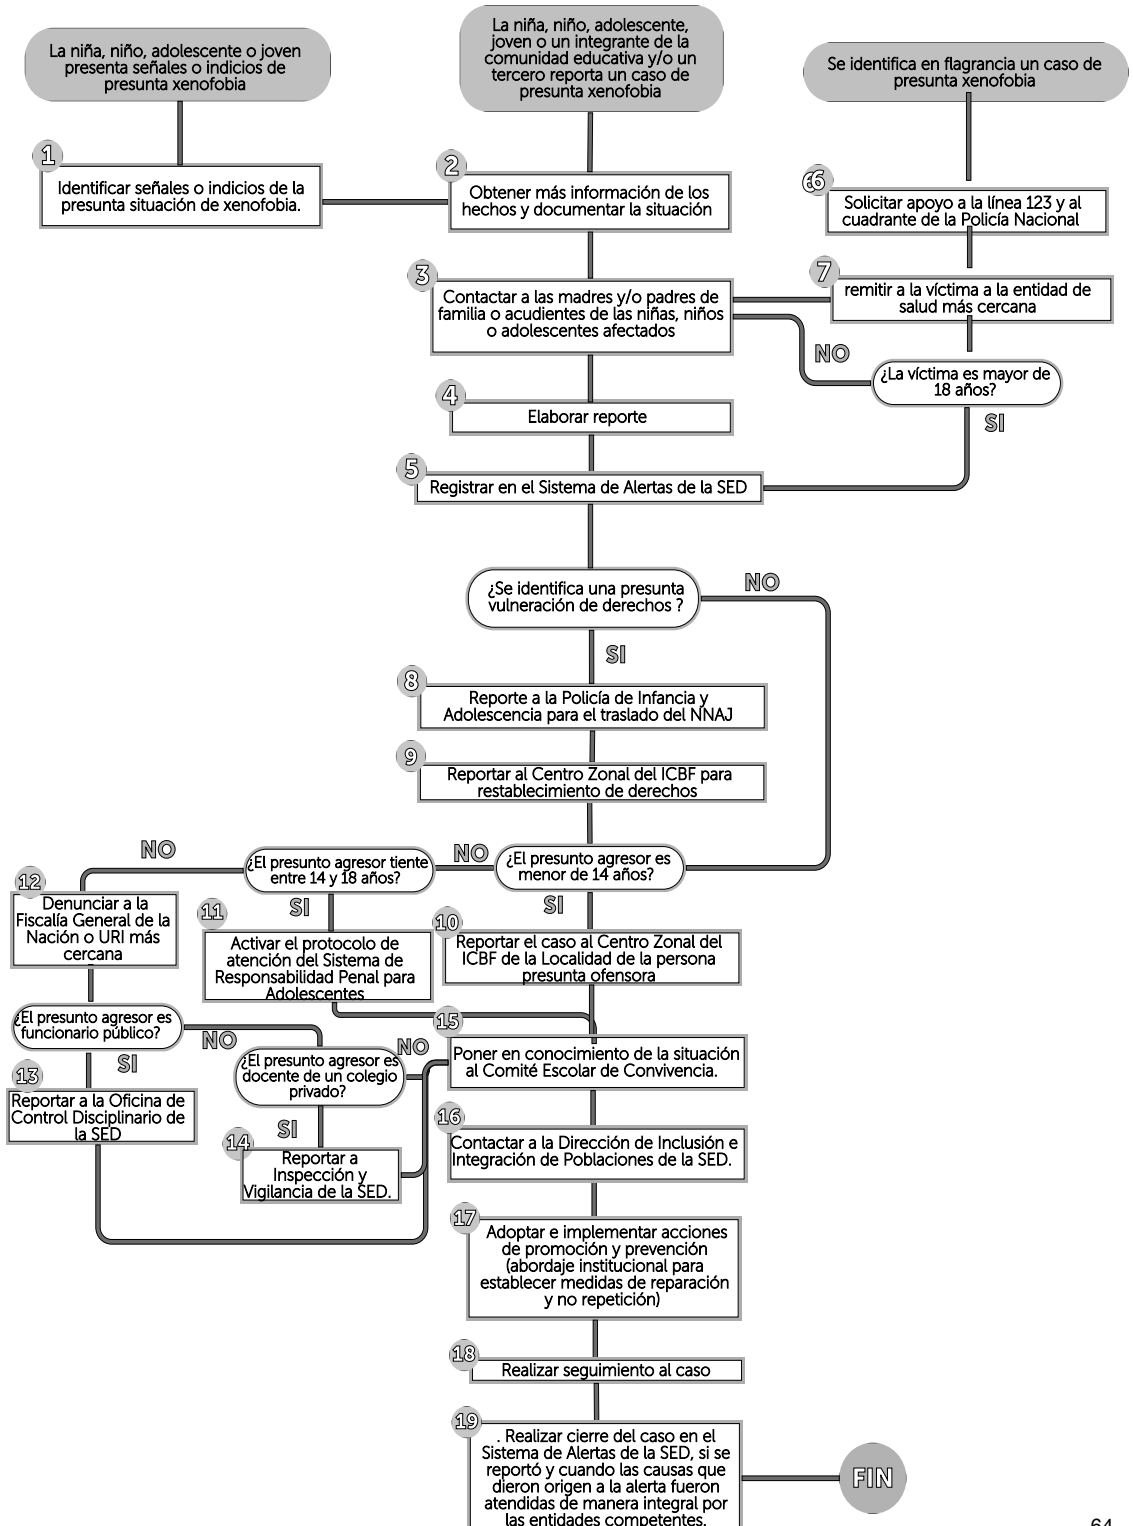 La niña, niño, adolescente o joven
presenta señales o indicios de
presunta xenofobia
La niña, niño, adolescente,
joven o un integrante de la
comunidad educativa y/o un
tercero reporta un caso de
presunta xenofobia
Se identifica en flagrancia un caso de
presunta xenofobia
1
Identificar señales o indicios de la
presunta situación de xenofobia.
2
Obtener más información de los
hechos y documentar la situación
6
Solicitar apoyo a la línea 123 y al
cuadrante de la Policía Nacional
3
Contactar a las madres y/o padres de
familia o acudientes de las niñas, niños
o adolescentes afectados
7
remitir a la víctima a la entidad de
salud más cercana
NO
¿La víctima es mayor de
18 años?
SI
4
Elaborar reporte
5
Registrar en el Sistema de Alertas de la SED
¿Se identifica una presunta
vulneración de derechos ?
NO
SI
8
Reporte a la Policía de Infancia y
Adolescencia para el traslado del NNAJ
9
Reportar al Centro Zonal del ICBF para
restablecimiento de derechos
¿El presunto agresor es
menor de 14 años?
NO
SI
¿El presunto agresor tiente
entre 14 y 18 años?
NO
SI
12
Denunciar a la
Fiscalía General de la
Nación o URI más
cercana
11
Activar el protocolo de
atención del Sistema de
Responsabilidad Penal para
Adolescentes
10
Reportar el caso al Centro Zonal del
ICBF de la Localidad de la persona
presunta ofensora
¿El presunto agresor es
funcionario público?
NO
SI
¿El presunto agresor es
docente de un colegio
privado?
NO
SI
13
Reportar a la Oficina de
Control Disciplinario de
la SED
14
Reportar a
Inspección y
Vigilancia de la SED.
15
Poner en conocimiento de la situación
al Comité Escolar de Convivencia.
16
Contactar a la Dirección de Inclusión e
Integración de Poblaciones de la SED.
17
Adoptar e implementar acciones
de promoción y prevención
(abordaje institucional para
establecer medidas de reparación
y no repetición)
18
Realizar seguimiento al caso
19
. Realizar cierre del caso en el
Sistema de Alertas de la SED, si se
reportó y cuando las causas que
dieron origen a la alerta fueron
atendidas de manera integral por
las entidades competentes.
FIN
64